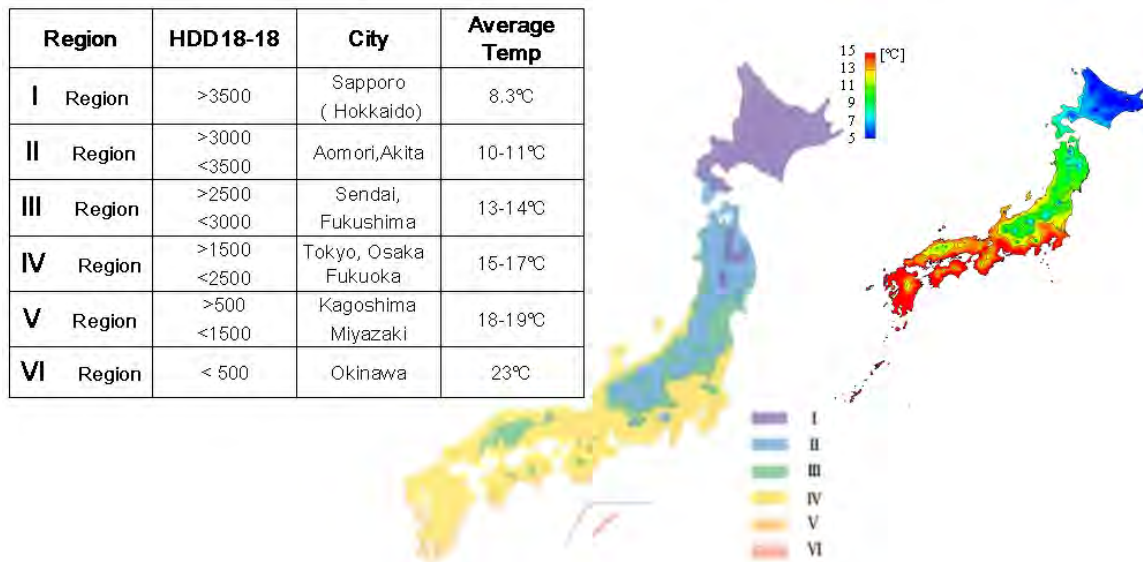 Region HDD18-18 City Average
Temp
I Region >3500 Sapporo
( Hokkaido) 8.3℃
II Region >3000
<3500 Aomori,Akita 10-11℃
III Region >2500
<3000 Sendai,
Fukushima 13-14℃
IV Region >1500
<2500 Tokyo, Osaka
Fukuoka 15-17℃
V Region >500
<1500 Kagoshima
Miyazaki 18-19℃
VI Region < 500 Okinawa 23℃
15 [℃]
13
11
9
7
5
I
II
III
IV
V
VI